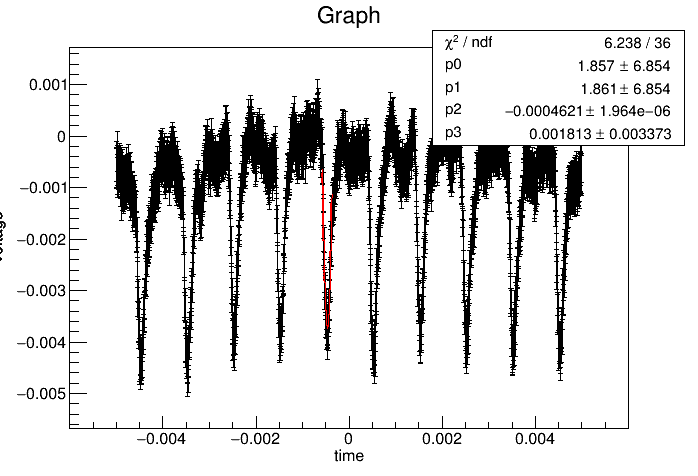 Graph
χ² / ndf 6.238 / 36
p0 1.857 ± 6.854
p1 1.861 ± 6.854
p2 −0.0004621 ± 1.964e−06
p3 0.001813 ± 0.003373
0.001
0
−0.001
−0.002
−0.003
−0.004
−0.005
−0.004 −0.002 0 0.002 0.004
time